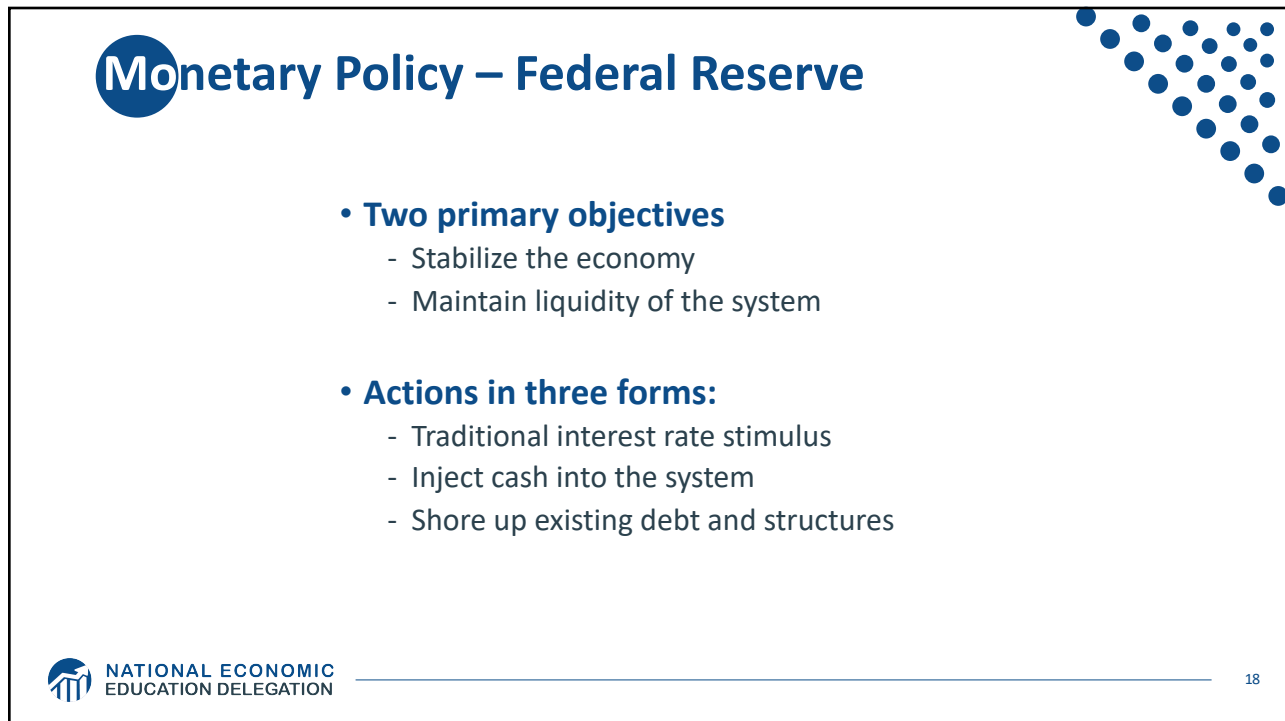 Monetary Policy – Federal Reserve
• Two primary objectives
- Stabilize the economy
- Maintain liquidity of the system
• Actions in three forms:
- Traditional interest rate stimulus
- Inject cash into the system
- Shore up existing debt and structures
NATIONAL ECONOMIC
EDUCATION DELEGATION
18